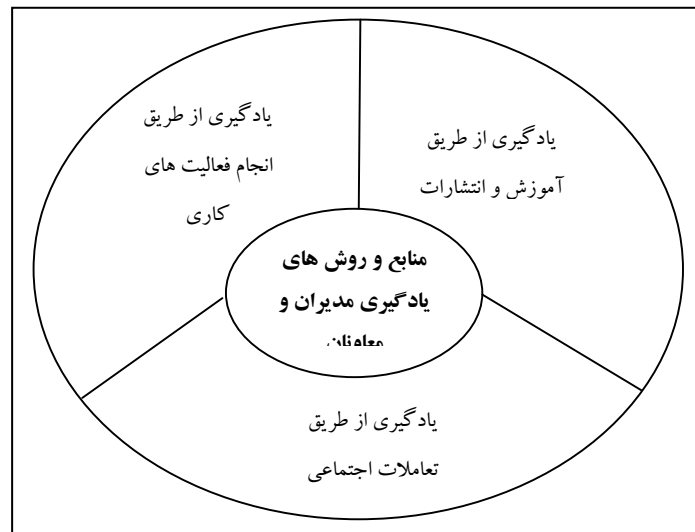 یادگیری از طریق
آموزش و انتشارات
یادگیری از طریق
انجام فعالیت های
کاری
منابع و روش های
یادگیری مدیران و
معاونان
یادگیری از طریق
تعاملات اجتماعی